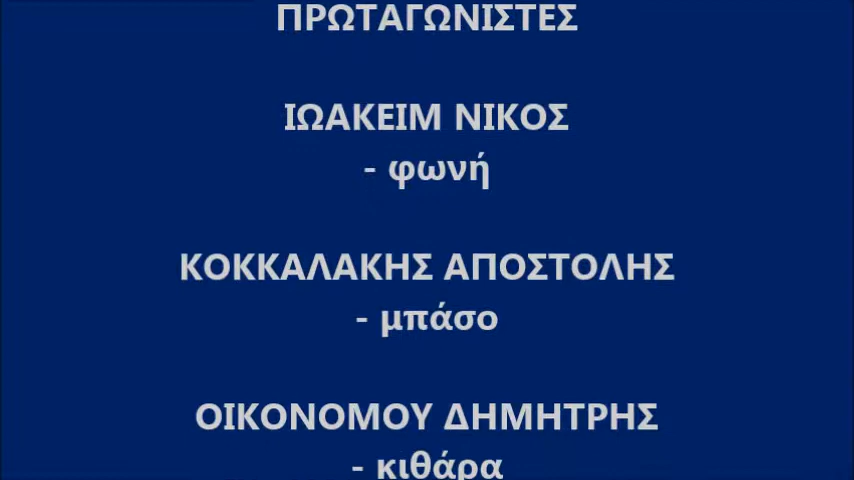 ΠΡΩΤΑΓΩΝΙΣΤΕΣ
ΙΩΑΚΕΙΜ ΝΙΚΟΣ
- φωνή
ΚΟΚΚΑΛΑΚΗΣ ΑΠΟΣΤΟΛΗΣ
- μπάσο
ΟΙΚΟΝΟΜΟΥ ΔΗΜΗΤΡΗΣ
- κιθάρα